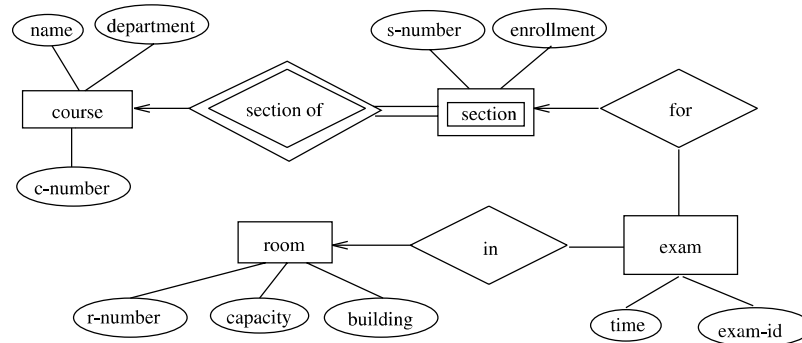 name
department
s-number
enrollment
course
section of
section
for
c-number
room
in
exam
r-number
capacity
building
time
exam-id